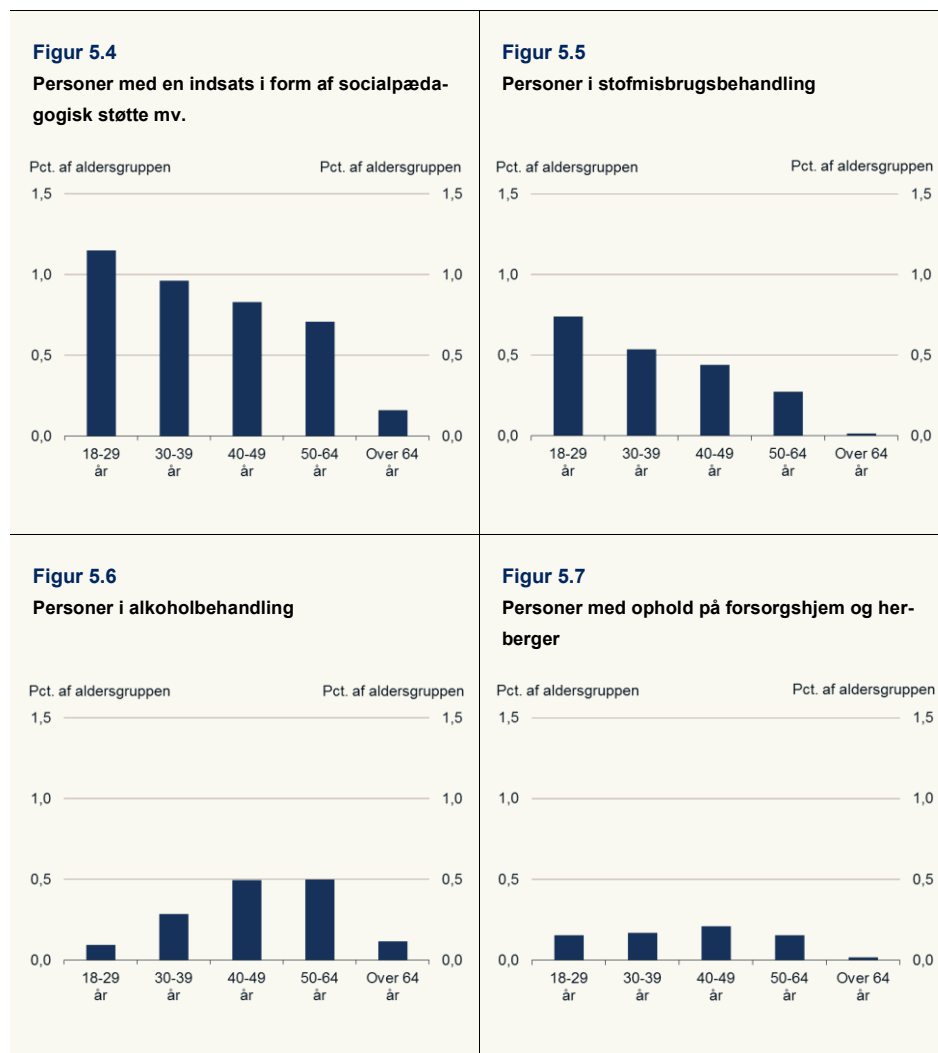 Figur 5.4
Personer med en indsats i form af socialpæda-
gogisk støtte mv.
Pct. af aldersgruppen Pct. af aldersgruppen
1,5 1,5
1,0 1,0
0,5 0,5
0,0 0,0
18-29 30-39 40-49 50-64 Over 64
år år år år år
Figur 5.5
Personer i stofmisbrugsbehandling
Pct. af aldersgruppen Pct. af aldersgruppen
1,5 1,5
1,0 1,0
0,5 0,5
0,0 0,0
18-29 30-39 40-49 50-64 Over 64
år år år år år
Figur 5.6
Personer i alkoholbehandling
Pct. af aldersgruppen Pct. af aldersgruppen
1,5 1,5
1,0 1,0
0,5 0,5
0,0 0,0
18-29 30-39 40-49 50-64 Over 64
år år år år år
Figur 5.7
Personer med ophold på forsorgshjem og her-
berger
Pct. af aldersgruppen Pct. af aldersgruppen
1,5 1,5
1,0 1,0
0,5 0,5
0,0 0,0
18-29 30-39 40-49 50-64 Over 64
år år år år år